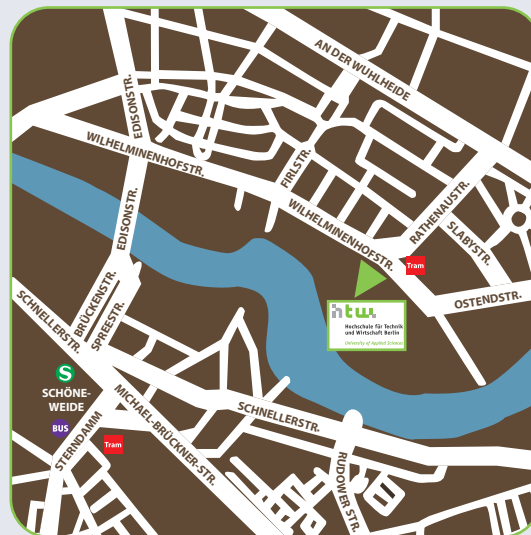 AN DER WUHLHEIDE
EDISONSTR.
WILHELMINENHOFSTR.
FIRLSTR.
RATHENAUSTR.
WILHELMINENHOFSTR.
SLABYSTR.
EDISONSTR.
Tram
OSTENDSTR.
BRÜCKENSTR.
SCHNELLERSTR.
SPREESTR.
htw.
Hochschule für Technik
und Wirtschaft Berlin
University of Applied Sciences
S
SCHÖNE-
WEIDE
BUS
STERNDAMM
Tram
MICHAEL-BRÜCKNER-STR.
SCHNELLERSTR.
RUDOWER STR.